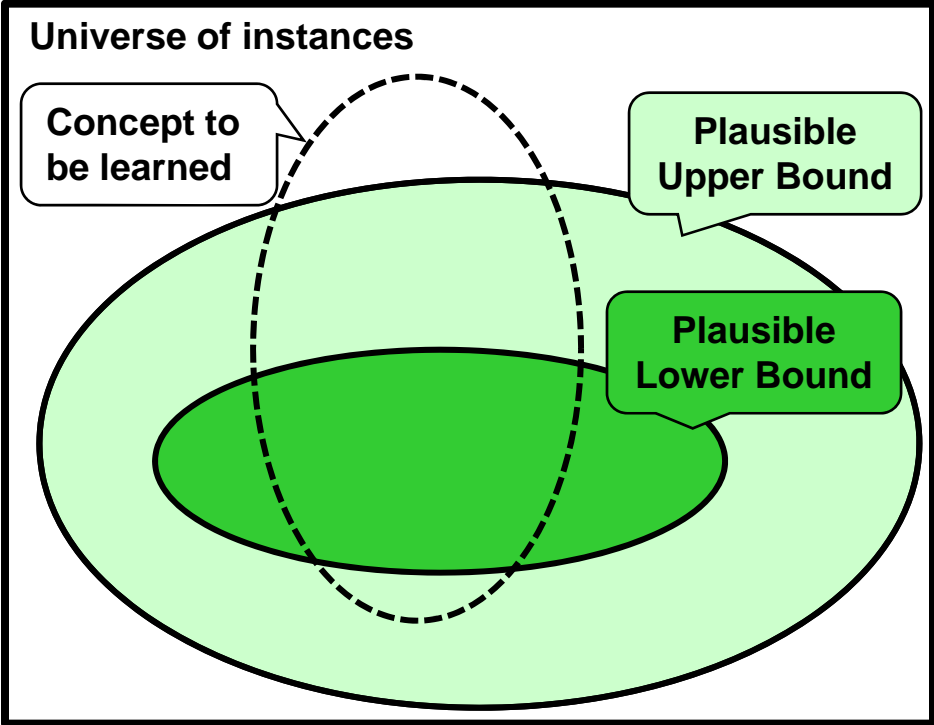 Universe of instances
Concept to
be learned
Plausible
Upper Bound
Plausible
Lower Bound